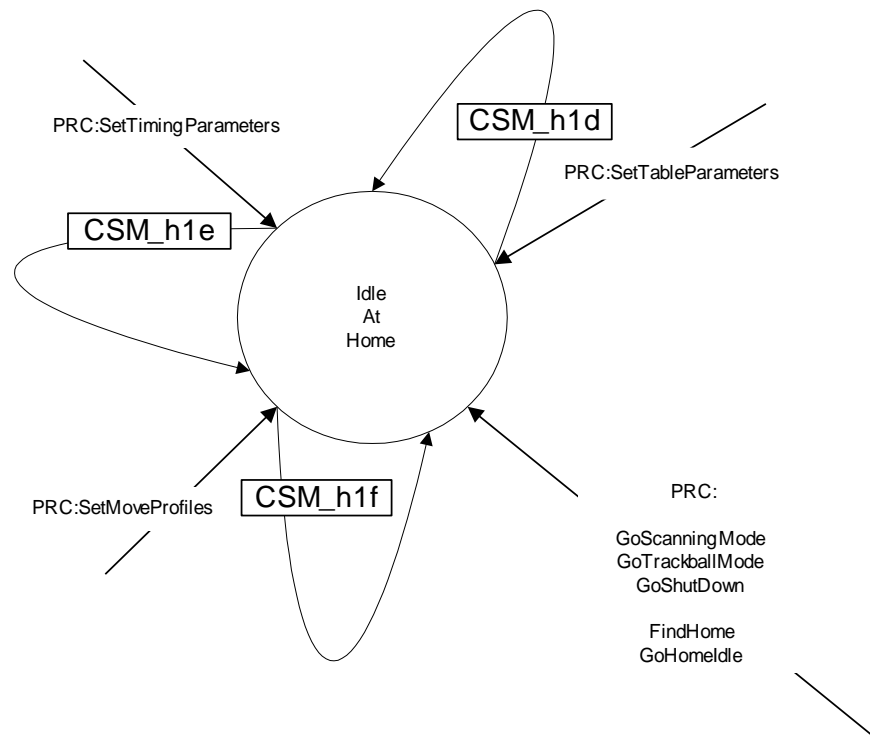 CSM_h1d
PRC:SetTimingParameters
PRC:SetTableParameters
CSM_h1e
Idle
At
Home
CSM_h1f
PRC:SetMoveProfiles
PRC:
GoScanningMode
GoTrackballMode
GoShutDown
FindHome
GoHomeIdle